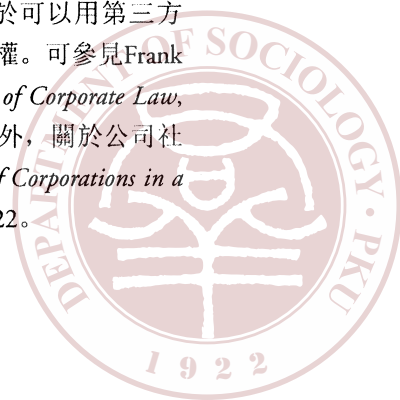 於可以用第三方
權。可參見Frank
of Corporate Law,
外，關於公司社
f Corporations in a
22。
DEPARTMENT OF SOCIOLOGY · PKU
1922